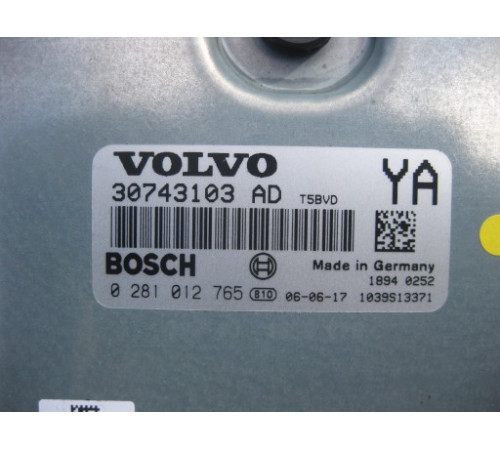 VOLVO
30743103 AD T5BVD
YA
BOSCH
Made in Germany
1894 0252
0 281 012 765 810 06-06-17 1039S13371